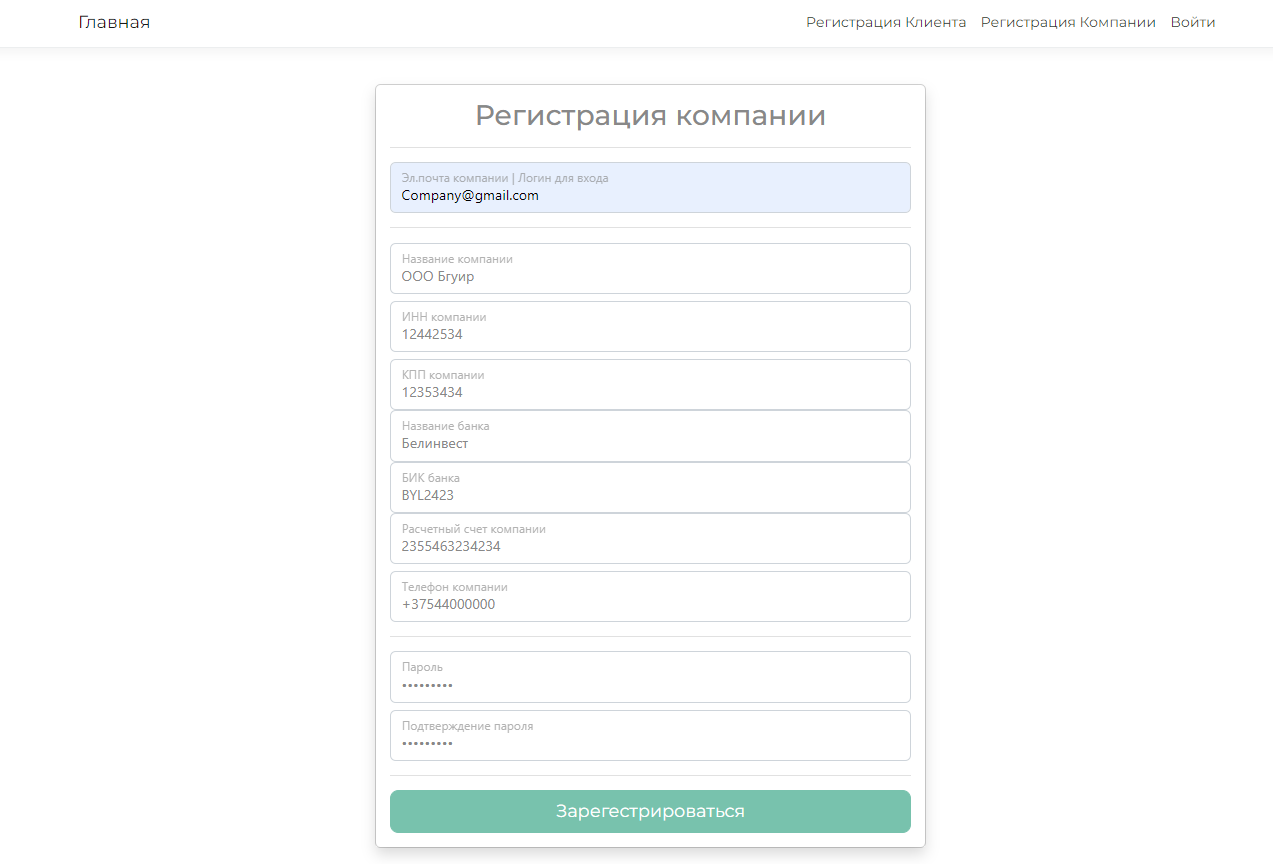 Главная
Регистрация Клиента Регистрация Компании Войти
Регистрация компании
Эл.почта компании | Логин для входа
Company@gmail.com
Название компании
ООО Бгуир
ИНН компании
12442534
КПП компании
12353434
Название банка
Белинвест
БИК банка
BYL2423
Расчетный счет компании
2355463234234
Телефон компании
+37544000000
Пароль
•••••••••
Подтверждение пароля
•••••••••
Зарегестрироваться